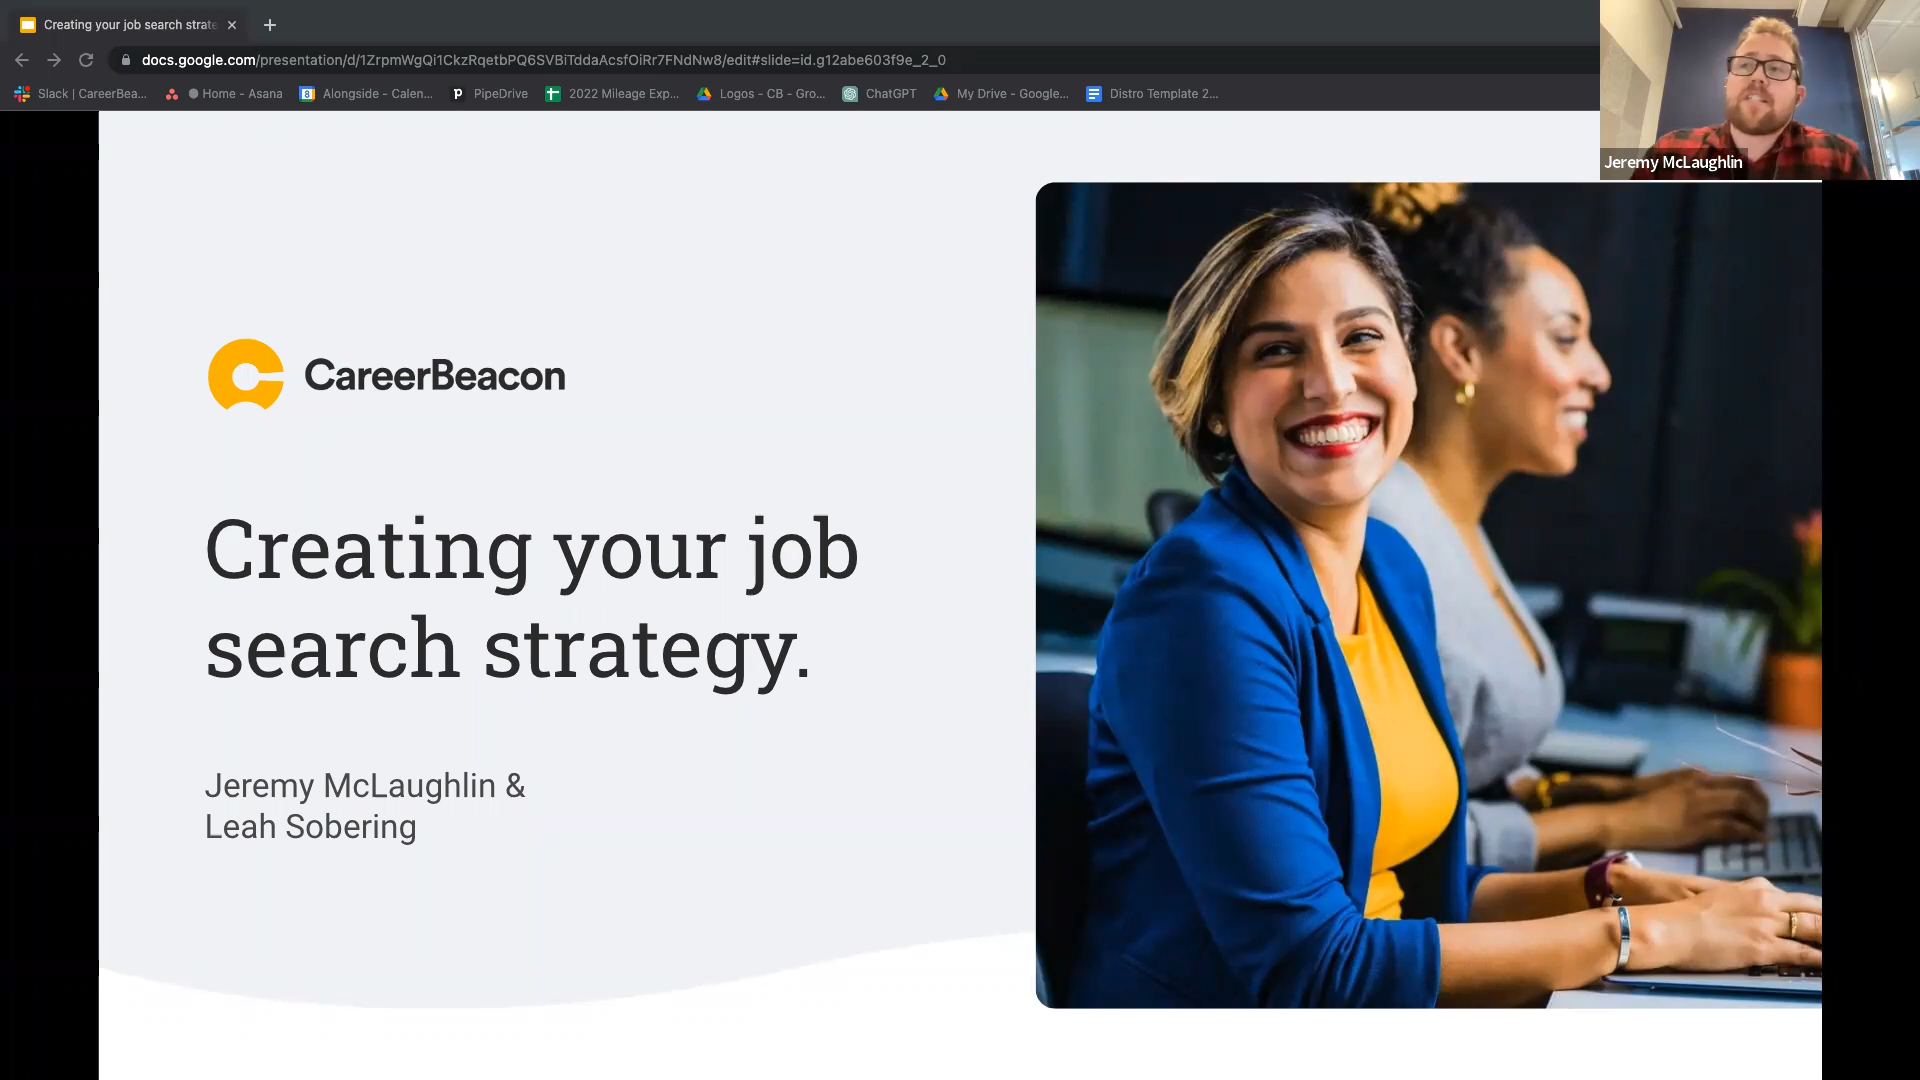 Creating your job search strate
docs.google.com/presentation/d/1ZrpmWgQi1CkzRqetbPQ6SVBiTddaAcsfOiRr7FNdNw8/edit#slide=id.g12abe603f9e_2_0
Slack | CareerBea...
Home - Asana
8
Alongside - Calen...
p
PipeDrive
2022 Mileage Exp...
Logos - CB - Gro...
ChatGPT
My Drive - Google...
Distro Template 2...
Jeremy McLaughlin
CareerBeacon
Creating your job
search strategy.
Jeremy McLaughlin &
Leah Sobering